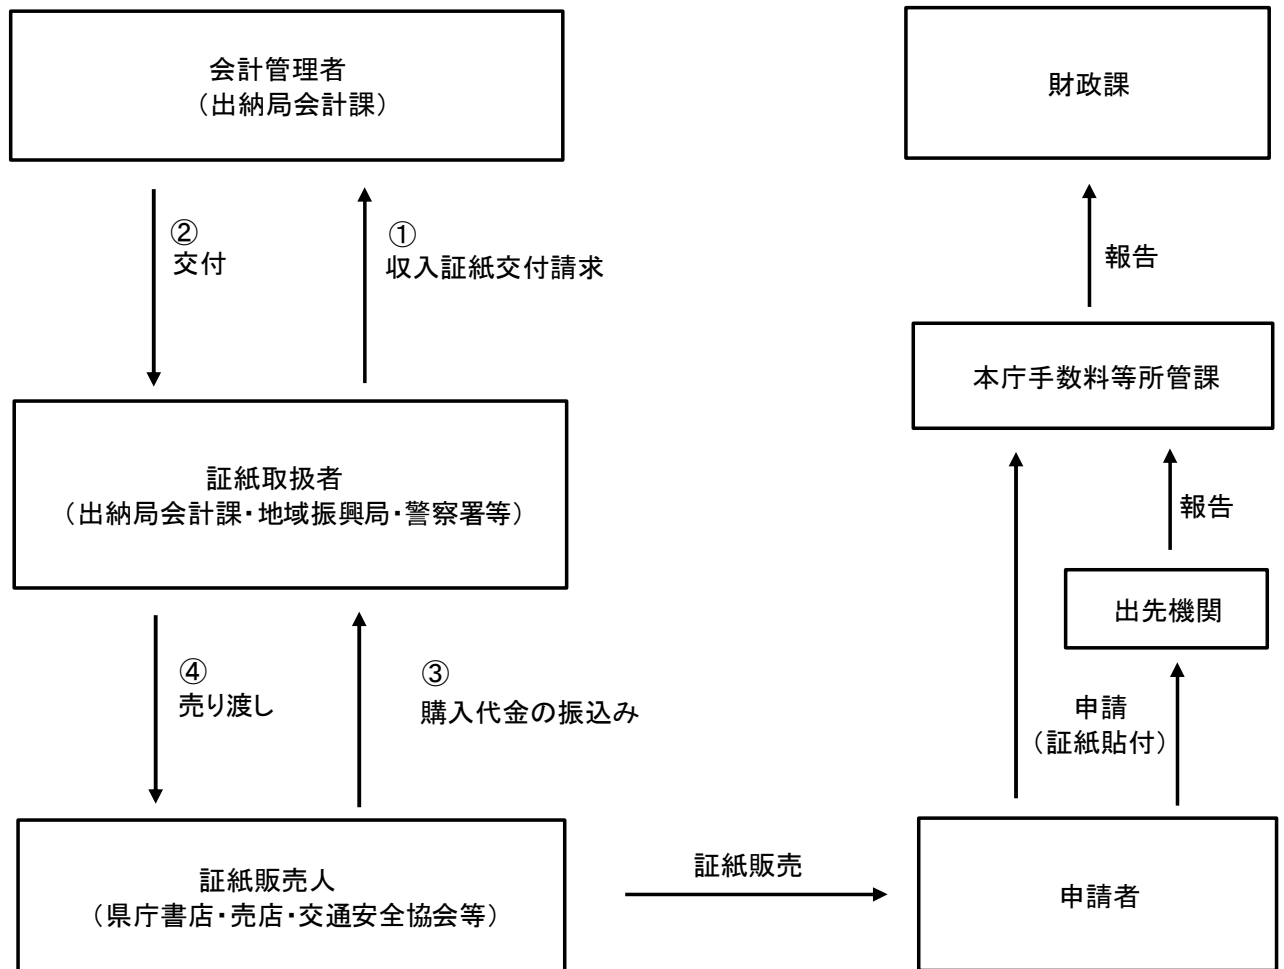 会計管理者
（出納局会計課）
財政課
②
交付
①
収入証紙交付請求
報告
本庁手数料等所管課
証紙取扱者
（出納局会計課・地域振興局・警察署等）
報告
出先機関
④
売り渡し
③
購入代金の振込み
申請
（証紙貼付）
証紙販売人
（県庁書店・売店・交通安全協会等）
証紙販売
申請者